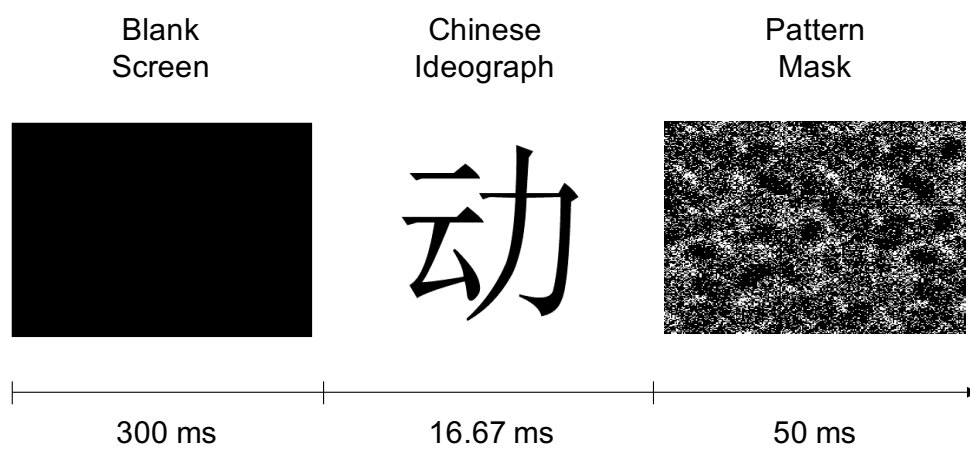 Blank
Screen
Chinese
Ideograph
Pattern
Mask
动
300 ms
16.67 ms
50 ms